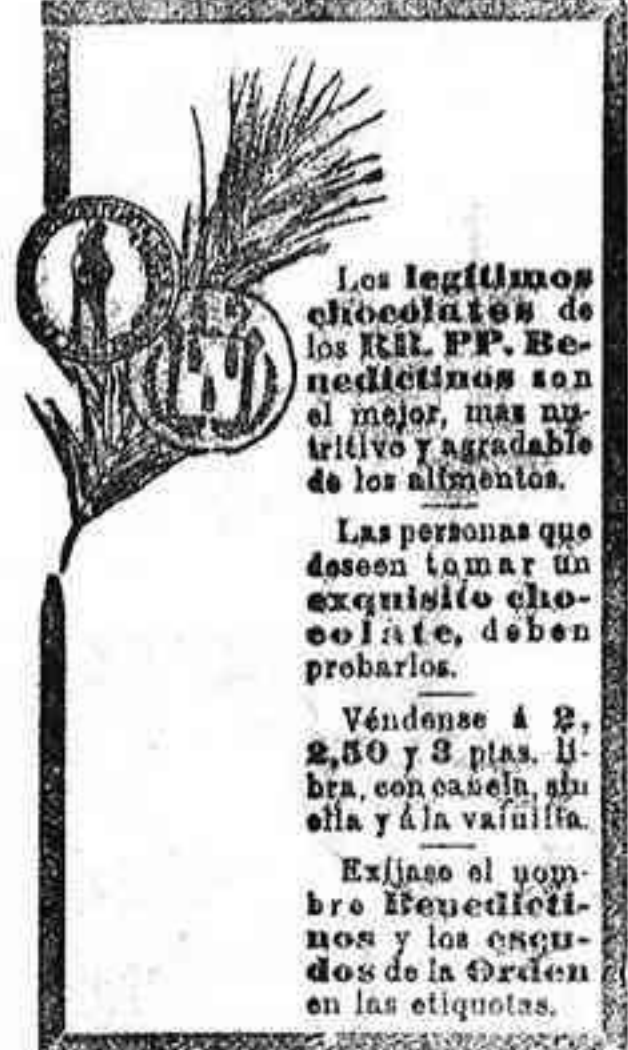 Los legítimos
chocolates de
los RR. PP. Be-
nedictinos son
el mejor, más nu-
tritivo y agradable
de los alimentos.
Las personas que
deseen tomar un
exquisito cho-
colate, deben
probarlos.
Véndense á 2,
2,50 y 3 ptas. li-
bra, con canela, sin
ella y á la vainilla.
Exíjase el nom-
bre Benedicti-
nos y los escu-
dos de la Orden
en las etiquetas.